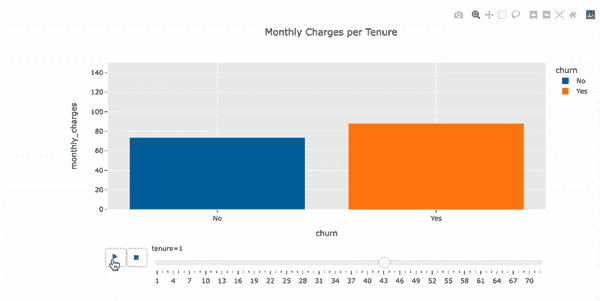 Monthly Charges per Tenure
churn
No
Yes
monthly_charges
140
120
100
80
60
40
20
0
No Yes
churn
tenure=1
1 4 7 10 13 16 19 22 25 28 31 34 37 40 43 46 49 52 55 58 61 64 67 70